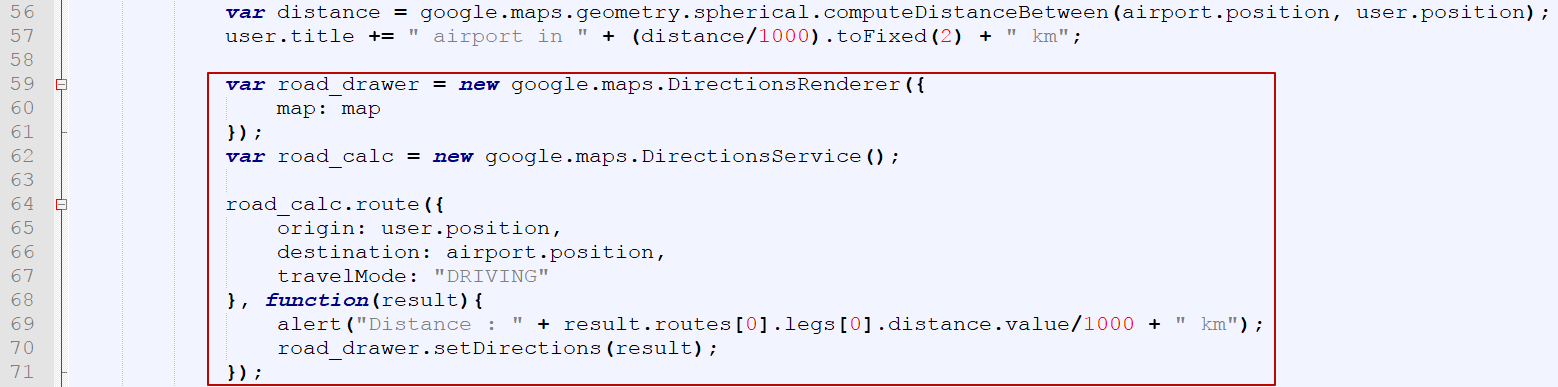 56 var distance = google.maps.geometry.spherical.computeDistanceBetween(airport.position, user.position);
57 user.title += " airport in " + (distance/1000).toFixed(2) + " km";
58
59 var road_drawer = new google.maps.DirectionsRenderer({
60 map: map
61 });
62 var road_calc = new google.maps.DirectionsService();
63
64 road_calc.route({
65 origin: user.position,
66 destination: airport.position,
67 travelMode: "DRIVING"
68 }, function(result){
69 alert("Distance : " + result.routes[0].legs[0].distance.value/1000 + " km");
70 road_drawer.setDirections(result);
71 });